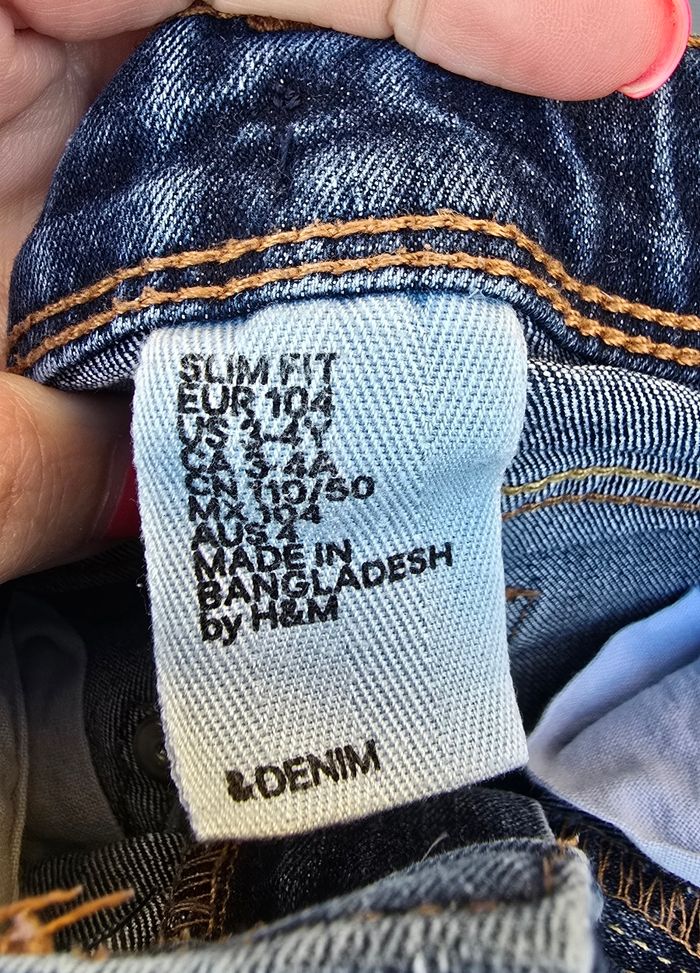 SLIM FIT
EUR 104
US 3-4Y
CA 3-4A
CN 110/50
MX 104
AUS 4
MADE IN
BANGLADESH
by H&M
&DENIM